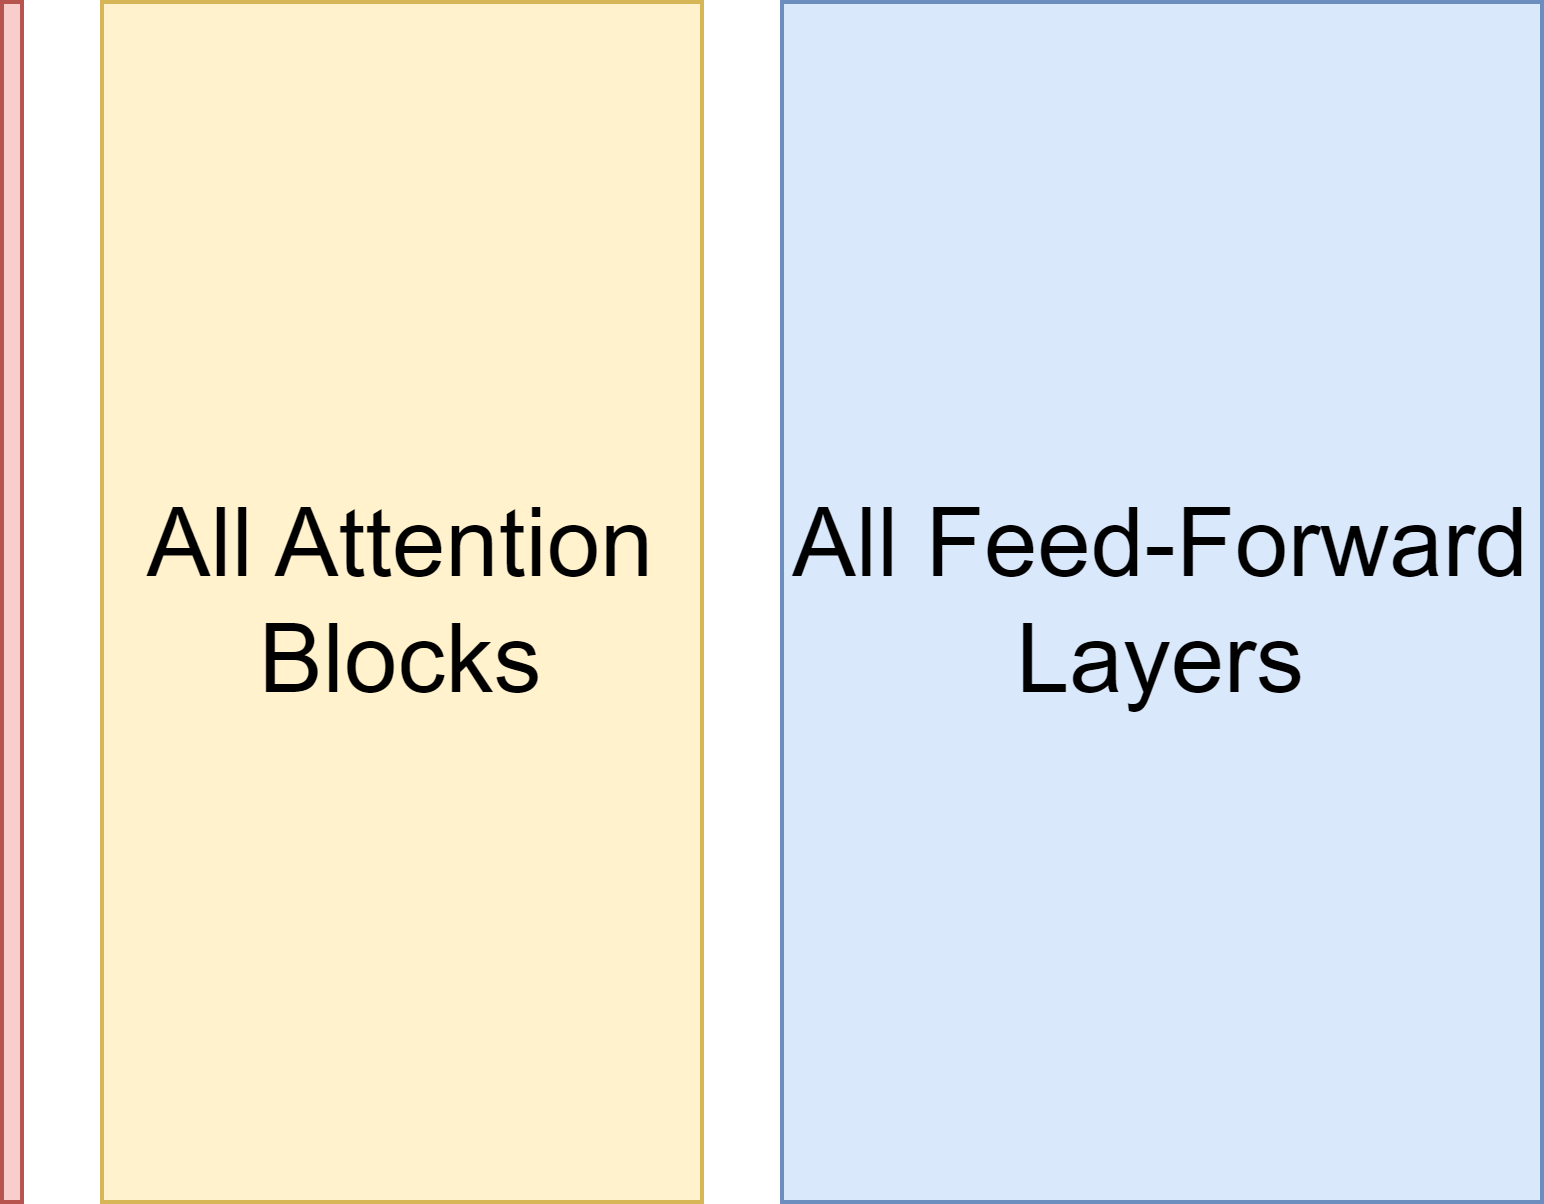 All Attention
Blocks
All Feed-Forward
Layers